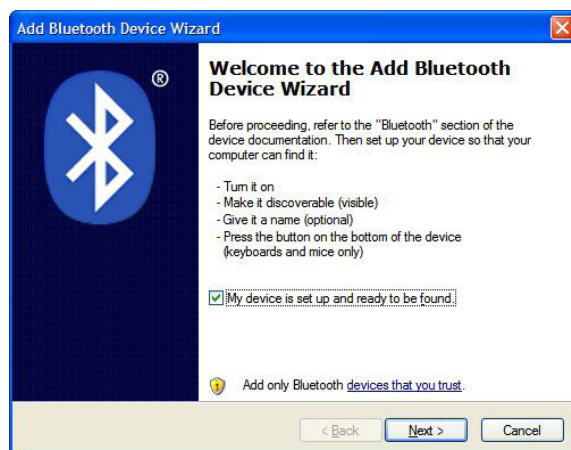 Add Bluetooth Device Wizard
®
Welcome to the Add Bluetooth
Device Wizard
Before proceeding, refer to the "Bluetooth" section of the
device documentation. Then set up your device so that your
computer can find it:
- Turn it on
- Make it discoverable (visible)
- Give it a name (optional)
- Press the button on the bottom of the device
(keyboards and mice only)
My device is set up and ready to be found.
Add only Bluetooth devices that you trust.
< Back Next > Cancel